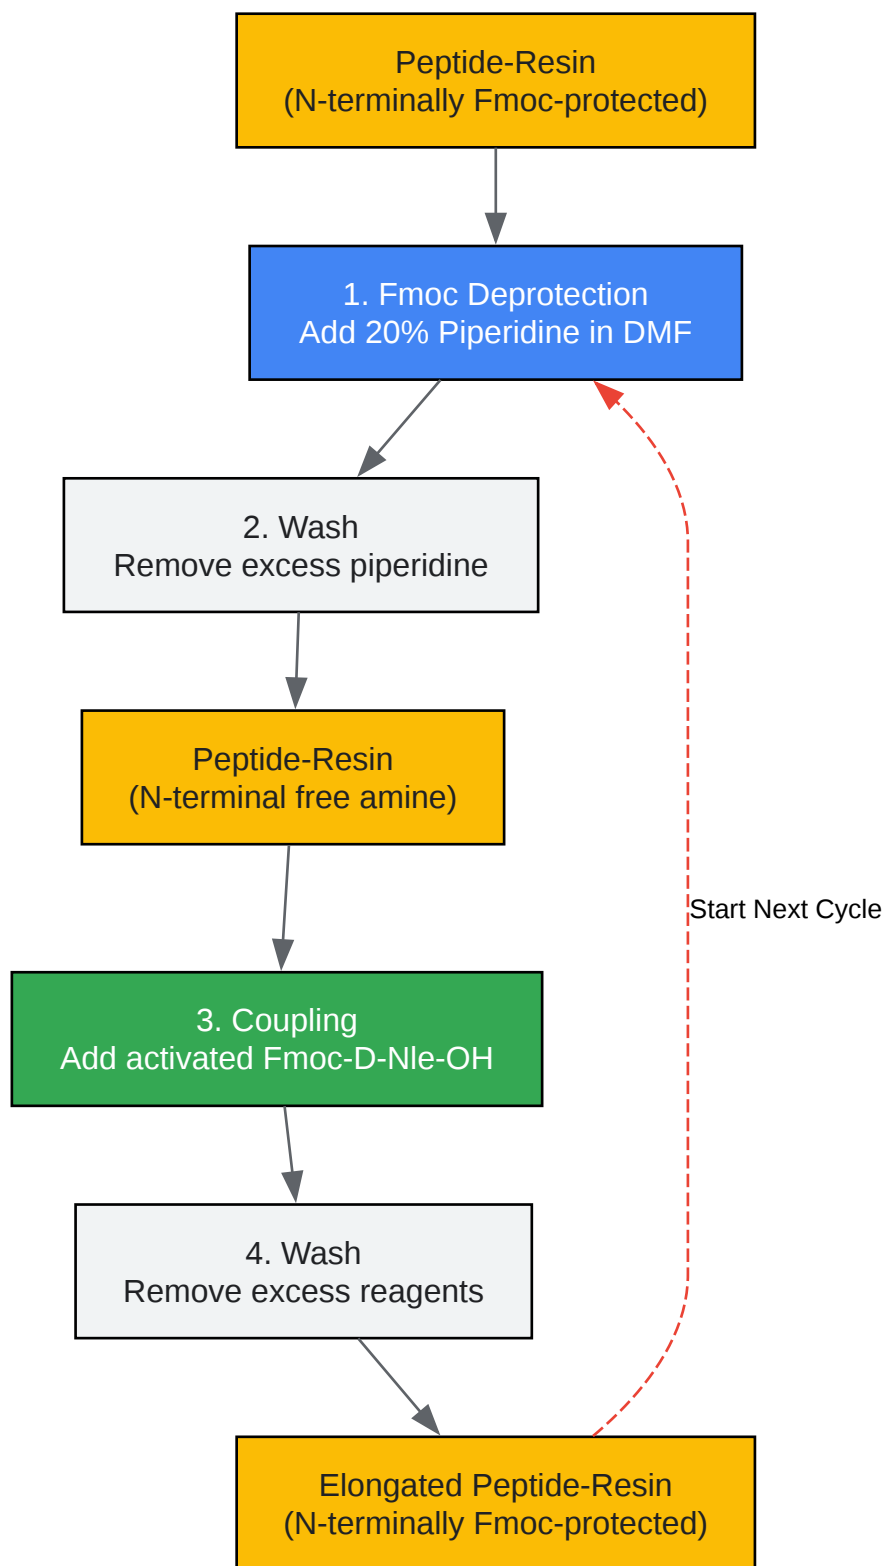 Peptide-Resin
(N-terminally Fmoc-protected)
1. Fmoc Deprotection
Add 20% Piperidine in DMF
2. Wash
Remove excess piperidine
Peptide-Resin
(N-terminal free amine)
Start Next Cycle
3. Coupling
Add activated Fmoc-D-Nle-OH
4. Wash
Remove excess reagents
Elongated Peptide-Resin
(N-terminally Fmoc-protected)